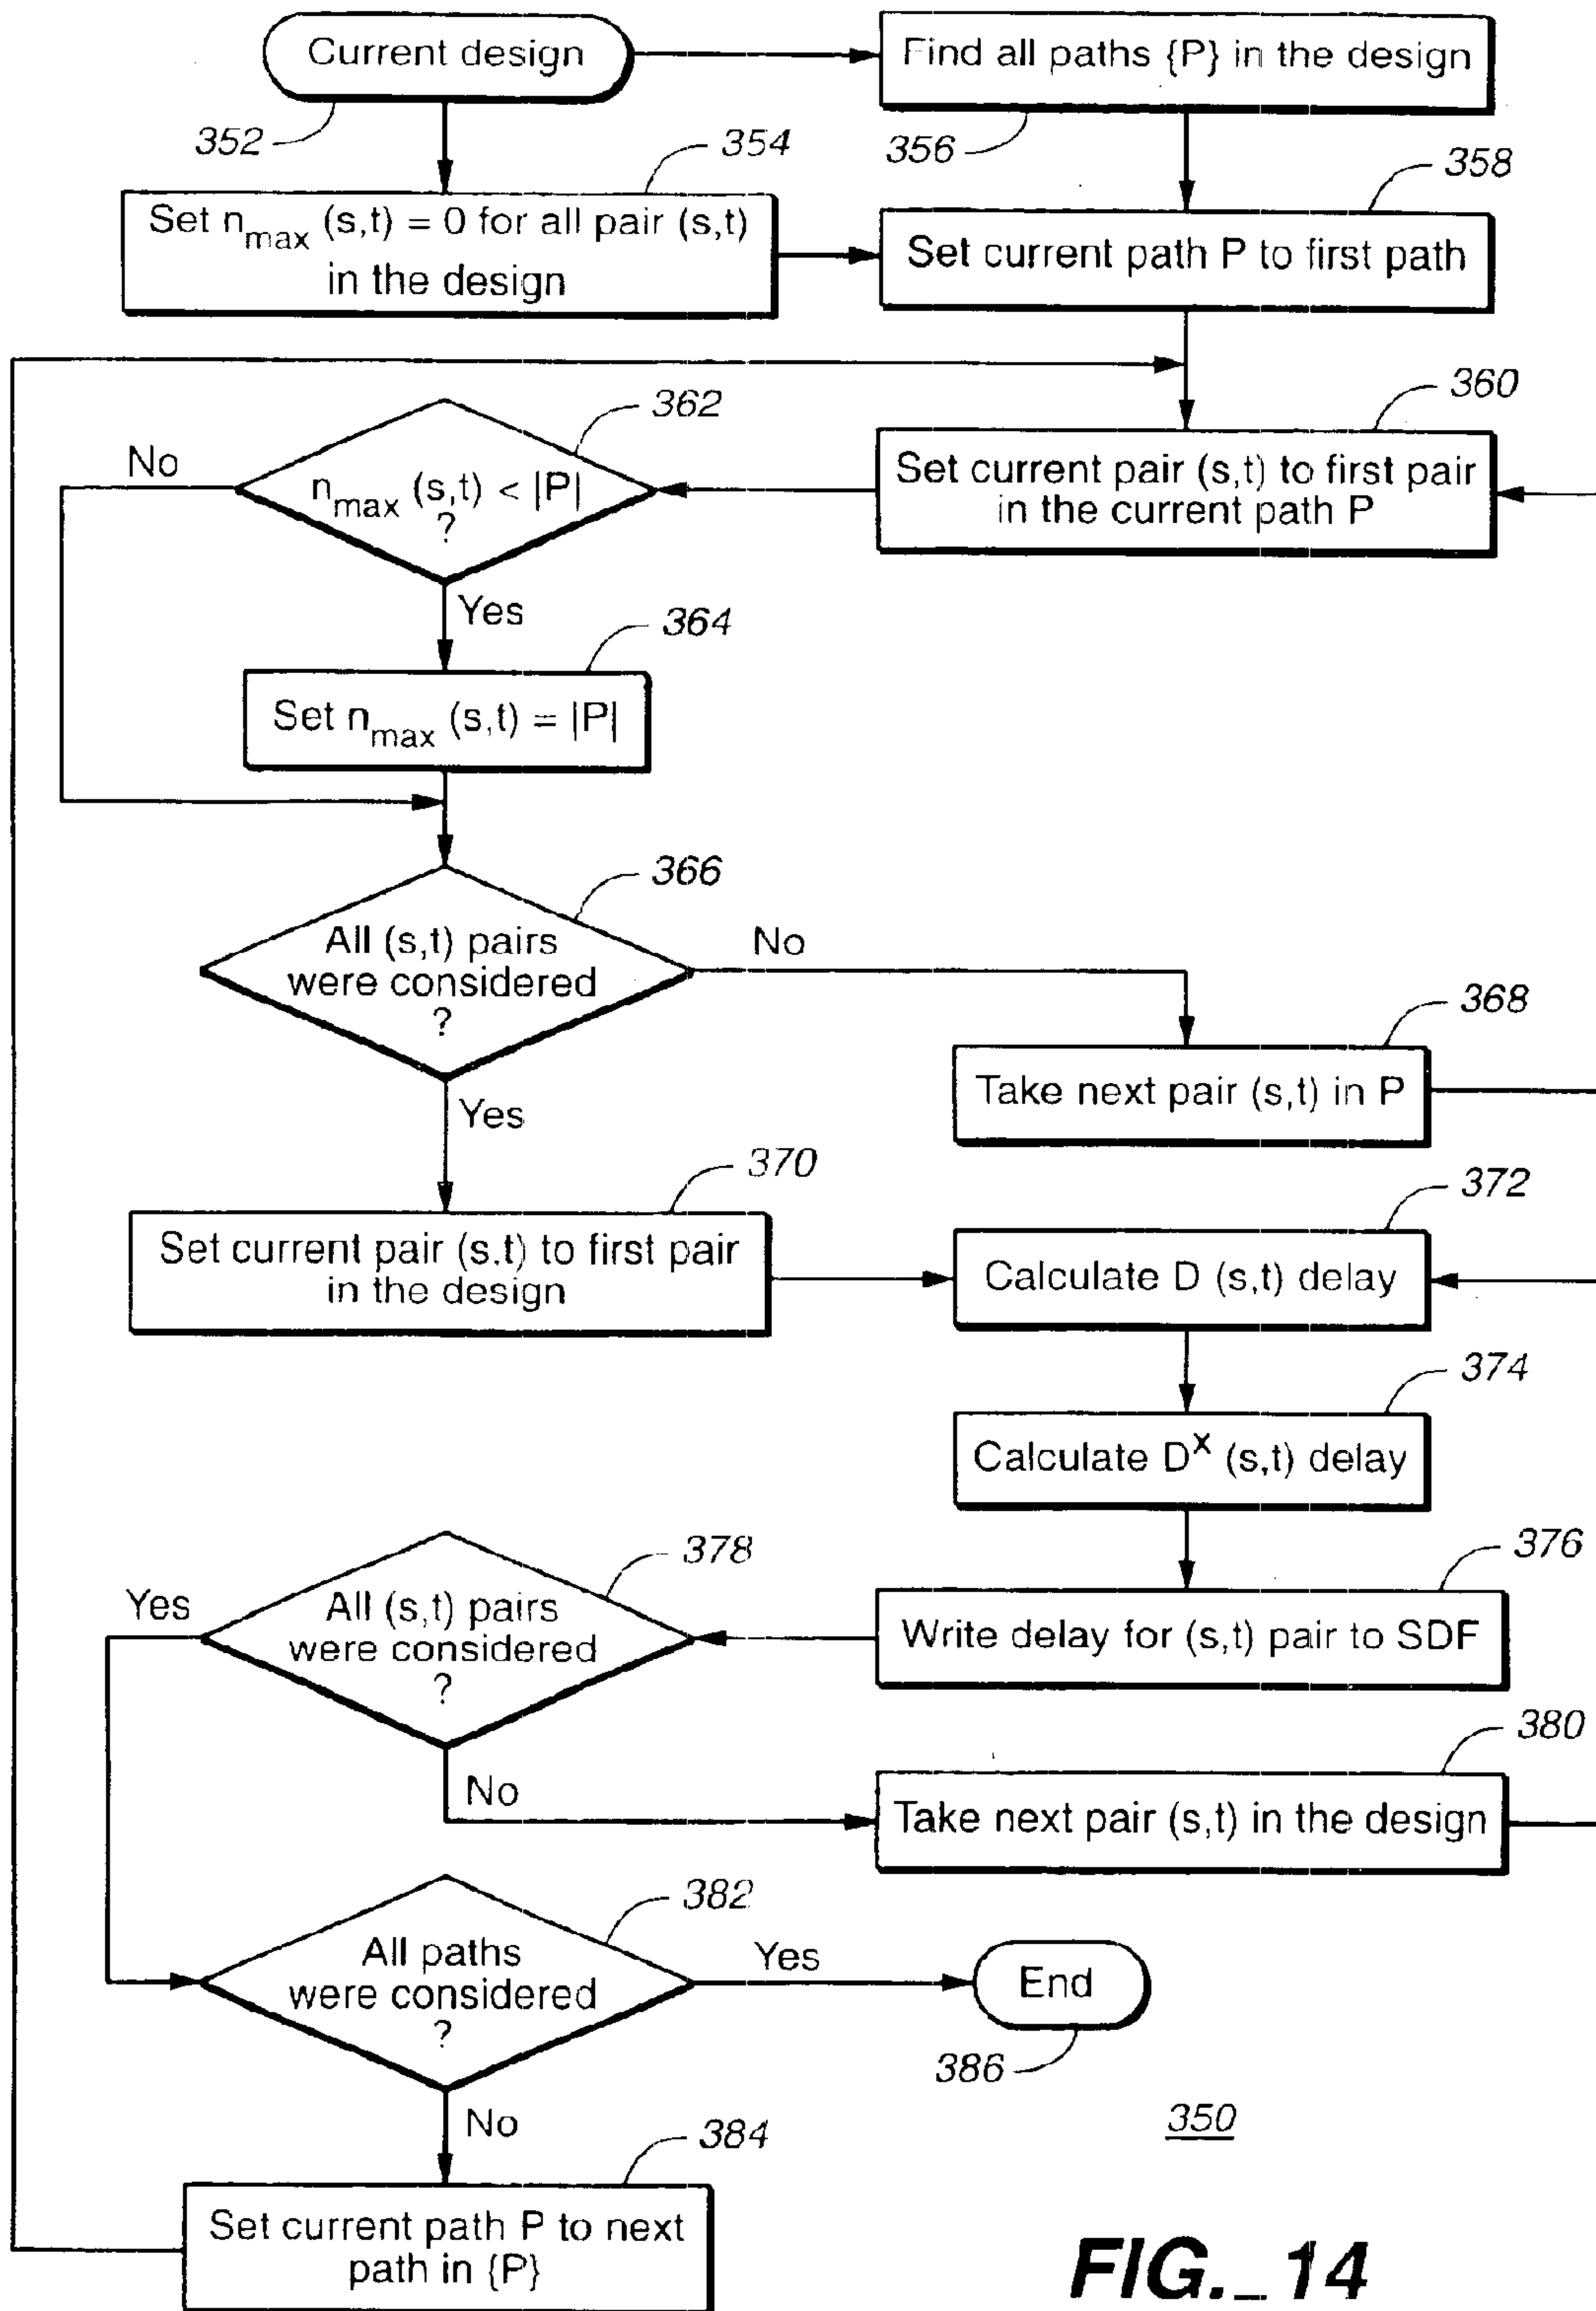 Current design
Find all paths {P} in the design
352
354
356
358
Set nmax (s,t) = 0 for all pair (s,t)
in the design
Set current path P to first path
360
362
No
nmax (s,t) < |P|
?
Set current pair (s,t) to first pair
in the current path P
Yes
364
Set nmax (s,t) = |P|
366
All (s,t) pairs
were considered
?
No
368
Take next pair (s,t) in P
Yes
370
372
Set current pair (s,t) to first pair
in the design
Calculate D (s,t) delay
374
Calculate Dx (s,t) delay
376
378
Yes
All (s,t) pairs
were considered
?
Write delay for (s,t) pair to SDF
380
No
Take next pair (s,t) in the design
382
All paths
were considered
?
Yes
End
386
No
350
384
Set current path P to next
path in {P}
FIG._14